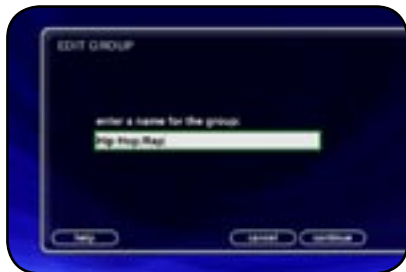 EDIT GROUP
enter a name for the group:
Hip Hop/Rap
help
cancel
continue